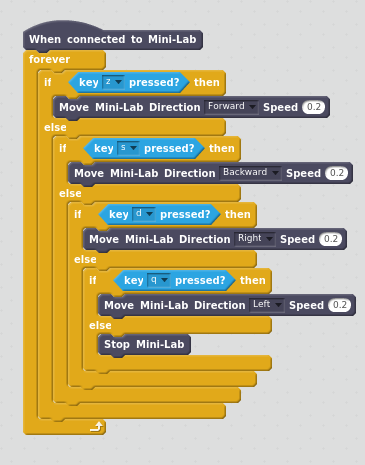 When connected to Mini-Lab
forever
if key z pressed? then
Move Mini-Lab Direction Forward Speed 0.2
else
if key s pressed? then
Move Mini-Lab Direction Backward Speed 0.2
else
if key d pressed? then
Move Mini-Lab Direction Right Speed 0.2
else
if key q pressed? then
Move Mini-Lab Direction Left Speed 0.2
else
Stop Mini-Lab